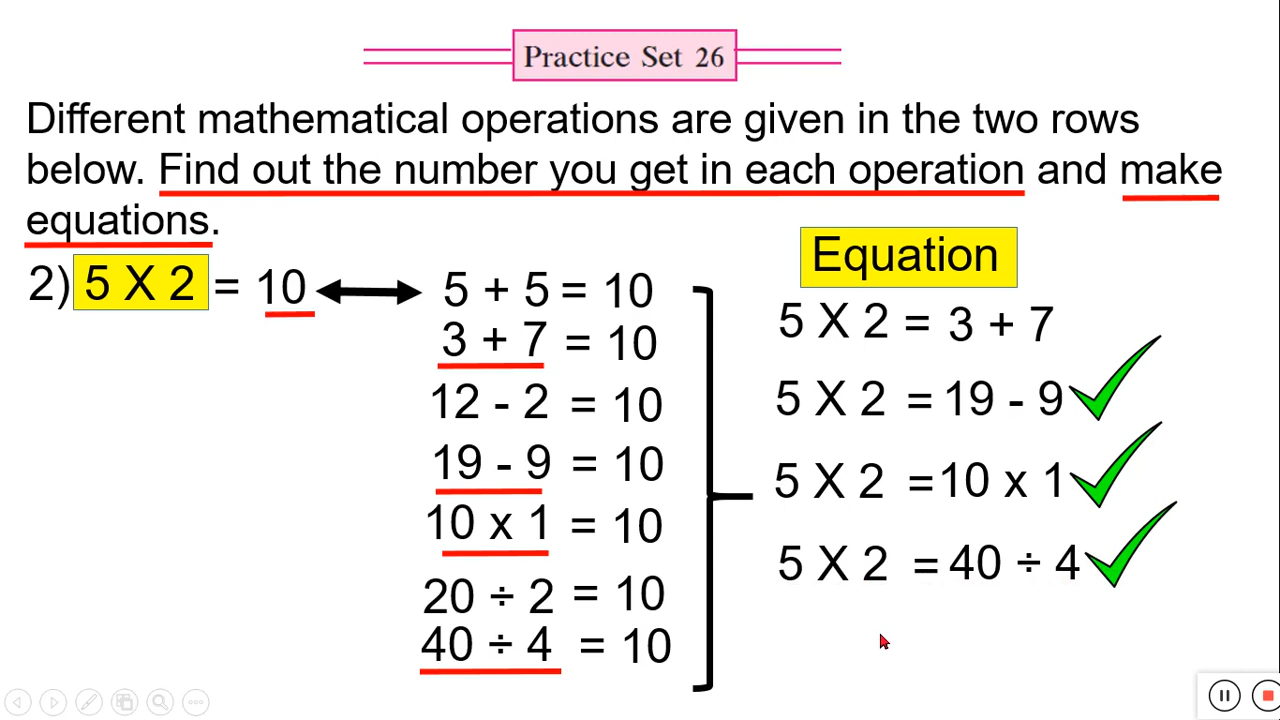 Practice Set 26
Different mathematical operations are given in the two rows
below. Find out the number you get in each operation and make
equations.
2) 5 X 2 = 10
5 + 5 = 10
3 + 7 = 10
12 - 2 = 10
19 - 9 = 10
10 x 1 = 10
20 ÷ 2 = 10
40 ÷ 4 = 10
Equation
5 X 2 = 3 + 7
5 X 2 = 19 - 9
5 X 2 = 10 x 1
5 X 2 = 40 ÷ 4